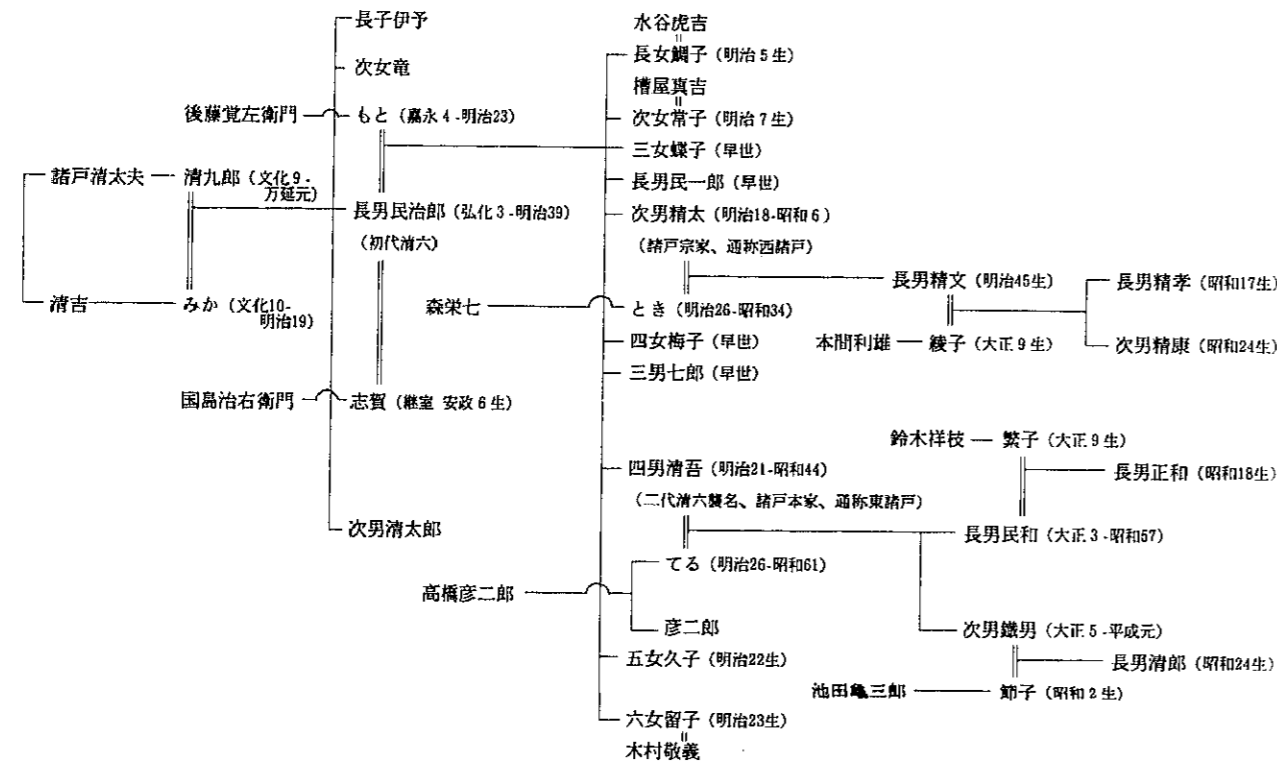 長子伊予
次女竜
後藤覚左衛門
もと (嘉永4-明治23)
諸戸清太夫
清九郎 (文化9-
万延元)
長男民治郎 (弘化3-明治39)
(初代清六)
清吉
みか (文化10-
明治19)
国島治右衛門
志賀 (継室 安政6生)
次男清太郎
水谷虎吉
長女鯛子 (明治5生)
槽屋真吉
次女常子 (明治7生)
三女蝶子 (早世)
長男民一郎 (早世)
次男精太 (明治18-昭和6)
(諸戸宗家、通称西諸戸)
森栄七
とき (明治26-昭和34)
四女梅子 (早世)
三男七郎 (早世)
四男清吾 (明治21-昭和44)
(二代清六襲名、諸戸本家、通称東諸戸)
高橋彦二郎
てる (明治26-昭和61)
彦二郎
五女久子 (明治22生)
六女留子 (明治23生)
木村敬義
長男精文 (明治45生)
本間利雄
綾子 (大正9生)
長男精孝 (昭和17生)
次男精康 (昭和24生)
鈴木祥枝
繁子 (大正9生)
長男正和 (昭和18生)
長男民和 (大正3-昭和57)
次男鐵男 (大正5-平成元)
長男清郎 (昭和24生)
池田亀三郎
節子 (昭和2生)